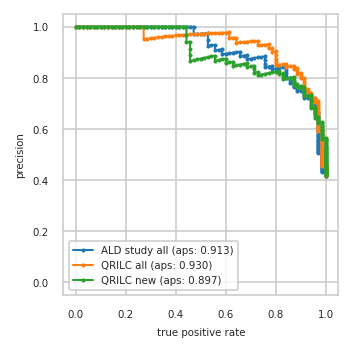 1.0
0.8
0.6
0.4
0.2
0.0
precision
ALD study all (aps: 0.913)
QRILC all (aps: 0.930)
QRILC new (aps: 0.897)
0.0 0.2 0.4 0.6 0.8 1.0
true positive rate